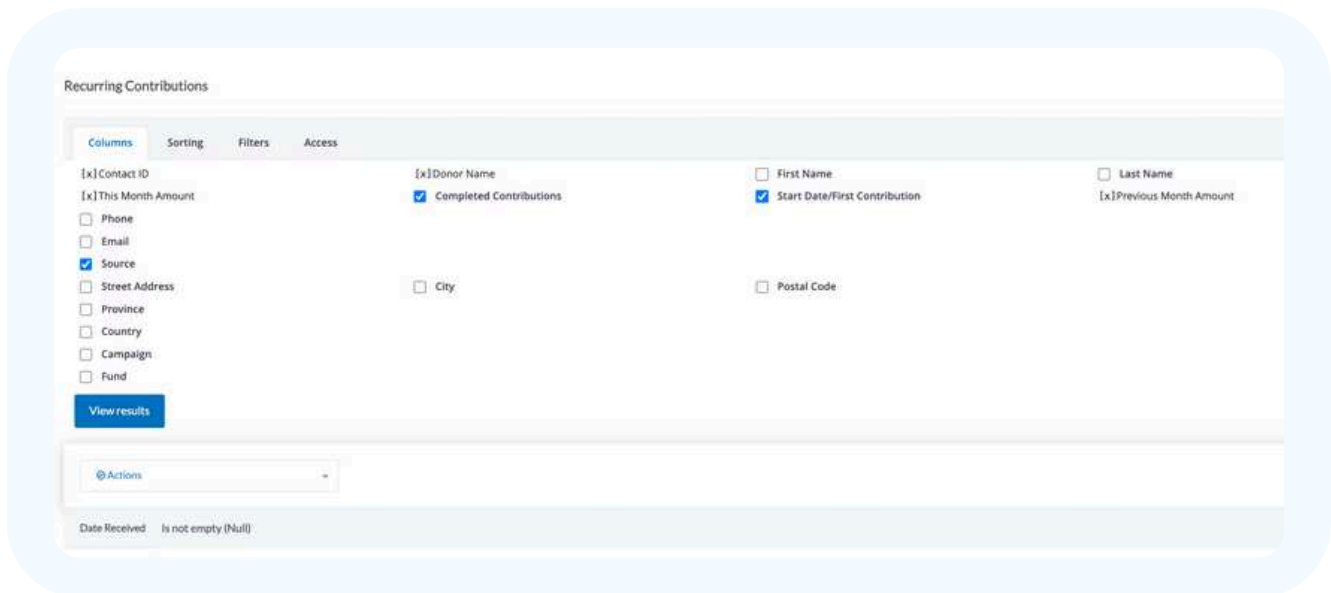 Recurring Contributions
Columns Sorting Filters Access
[x]Contact ID [x]Donor Name First Name Last Name
[x]This Month Amount Completed Contributions Start Date/First Contribution [x]Previous Month Amount
Phone
Email
Source
Street Address City Postal Code
Province
Country
Campaign
Fund
View results
Actions
Date Received Is not empty (Null)